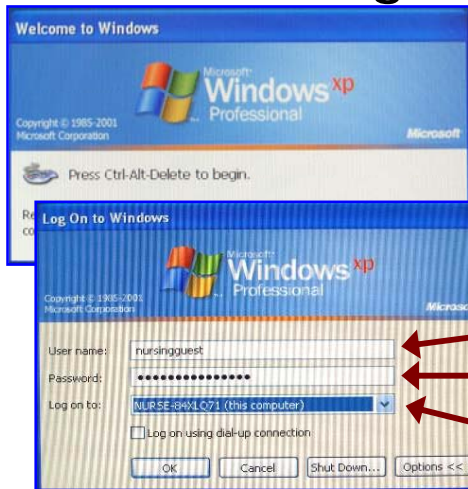 Welcome to Windows
Microsoft
Windows xp
Professional
Copyright © 1985-2001
Microsoft Corporation
Microsoft
Press Ctrl-Alt-Delete to begin.
Log On to Windows
Microsoft
Windows xp
Professional
Copyright © 1985-2001
Microsoft Corporation
User name: nursingguest
Password: ●●●●●●●●●●●●●●●
Log on to: NURSE-84XLQ71 (this computer)
Log on using dial-up connection
OK Cancel Shut Down... Options <<